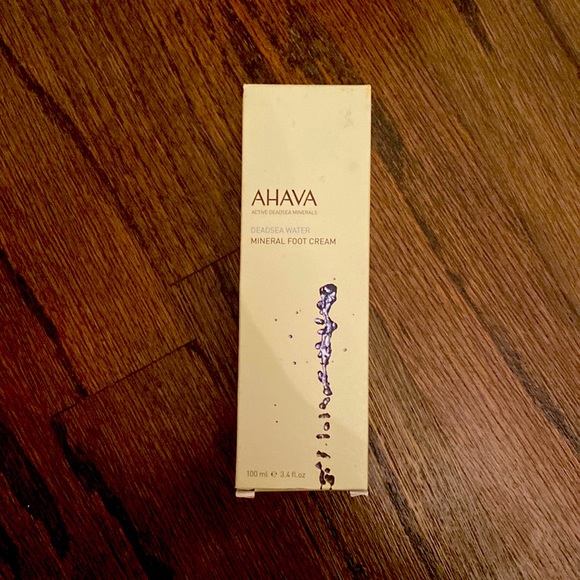 AHAVA
ACTIVE DEADSEA MINERALS
DEADSEA WATER
MINERAL FOOT CREAM
100 ml ℮ 3.4 fl.oz